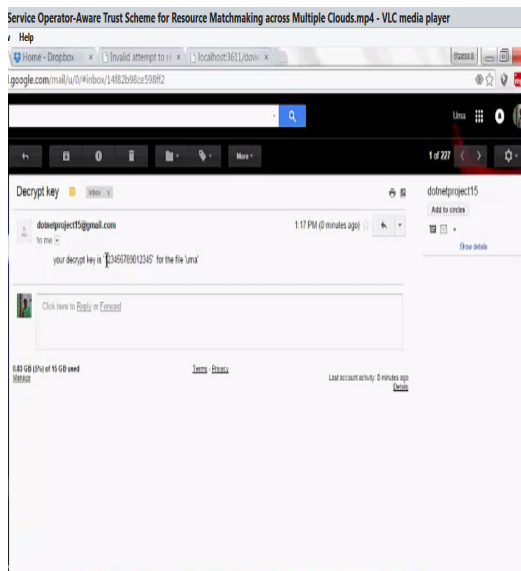 Service Operator-Aware Trust Scheme for Resource Matchmaking across Multiple Clouds.mp4 - VLC media player
Help
Home - Dropbox x Invalid attempt to re x localhost:3611/dow x
.google.com/mail/u/0/#inbox/14f82b98ce598ff2
Uma
More
1 of 227
Decrypt key inbox x
dotnetproject15
Add to circles
Show details
dotnetproject15@gmail.com 1:17 PM (0 minutes ago)
to me
your decrypt key is '123456789012345' for the file 'uma'
Click here to Reply or Forward
0.83 GB (5%) of 15 GB used
Manage
Terms - Privacy
Last account activity: 0 minutes ago
Details